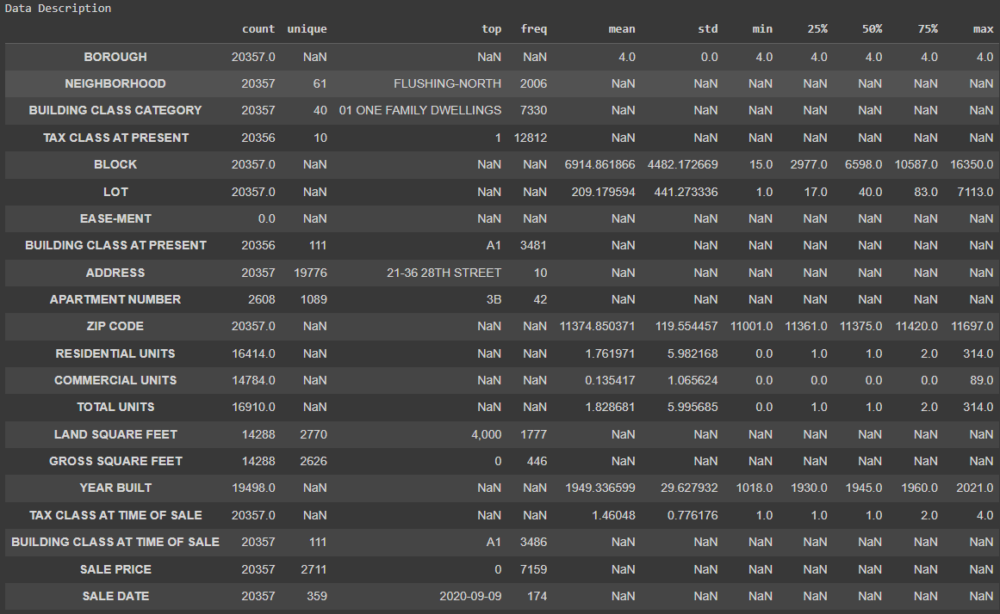 Data Description
count unique top freq mean std min 25% 50% 75% max
BOROUGH 20357.0 NaN NaN NaN 4.0 0.0 4.0 4.0 4.0 4.0 4.0
NEIGHBORHOOD 20357 61 FLUSHING-NORTH 2006 NaN NaN NaN NaN NaN NaN NaN
BUILDING CLASS CATEGORY 20357 40 01 ONE FAMILY DWELLINGS 7330 NaN NaN NaN NaN NaN NaN NaN
TAX CLASS AT PRESENT 20356 10 1 12812 NaN NaN NaN NaN NaN NaN NaN
BLOCK 20357.0 NaN NaN NaN 6914.861866 4482.172669 15.0 2977.0 6598.0 10587.0 16350.0
LOT 20357.0 NaN NaN NaN 209.179594 441.273336 1.0 17.0 40.0 83.0 7113.0
EASE-MENT 0.0 NaN NaN NaN NaN NaN NaN NaN NaN NaN NaN
BUILDING CLASS AT PRESENT 20356 111 A1 3481 NaN NaN NaN NaN NaN NaN NaN
ADDRESS 20357 19776 21-36 28TH STREET 10 NaN NaN NaN NaN NaN NaN NaN
APARTMENT NUMBER 2608 1089 3B 42 NaN NaN NaN NaN NaN NaN NaN
ZIP CODE 20357.0 NaN NaN NaN 11374.850371 119.554457 11001.0 11361.0 11375.0 11420.0 11697.0
RESIDENTIAL UNITS 16414.0 NaN NaN NaN 1.761971 5.982168 0.0 1.0 1.0 2.0 314.0
COMMERCIAL UNITS 14784.0 NaN NaN NaN 0.135417 1.065624 0.0 0.0 0.0 0.0 89.0
TOTAL UNITS 16910.0 NaN NaN NaN 1.828681 5.995685 0.0 1.0 1.0 2.0 314.0
LAND SQUARE FEET 14288 2770 4,000 1777 NaN NaN NaN NaN NaN NaN NaN
GROSS SQUARE FEET 14288 2626 0 446 NaN NaN NaN NaN NaN NaN NaN
YEAR BUILT 19498.0 NaN NaN NaN 1949.336599 29.627932 1018.0 1930.0 1945.0 1960.0 2021.0
TAX CLASS AT TIME OF SALE 20357.0 NaN NaN NaN 1.46048 0.776176 1.0 1.0 1.0 2.0 4.0
BUILDING CLASS AT TIME OF SALE 20357 111 A1 3486 NaN NaN NaN NaN NaN NaN NaN
SALE PRICE 20357 2711 0 7159 NaN NaN NaN NaN NaN NaN NaN
SALE DATE 20357 359 2020-09-09 174 NaN NaN NaN NaN NaN NaN NaN